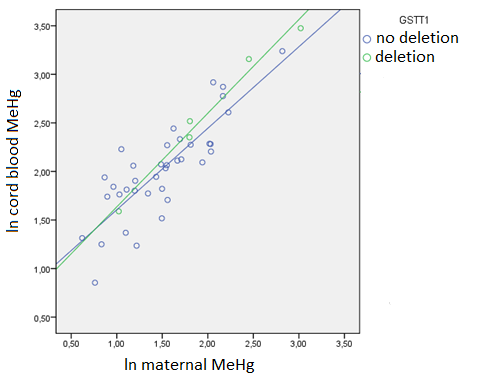 GSTT1
no deletion
deletion
ln cord blood MeHg
3,50
3,00
2,50
2,00
1,50
1,00
0,50
0,50 1,00 1,50 2,00 2,50 3,00 3,50
ln maternal MeHg